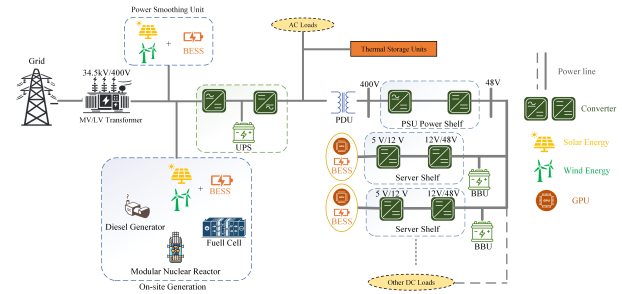 Power Smoothing Unit
BESS
Grid
34.5kV/400V
MV/LV Transformer
AC Loads
Thermal Storage Units
UPS
400V
PDU
48V
PSU Power Shelf
Power line
Converter
Solar Energy
Wind Energy
GPU
BESS
5 V/12 V
12V/48V
Server Shelf
BBU
BESS
5 V/12 V
12V/48V
Server Shelf
BBU
Other DC Loads
BESS
Diesel Generator
Fuell Cell
Modular Nuclear Reactor
On-site Generation